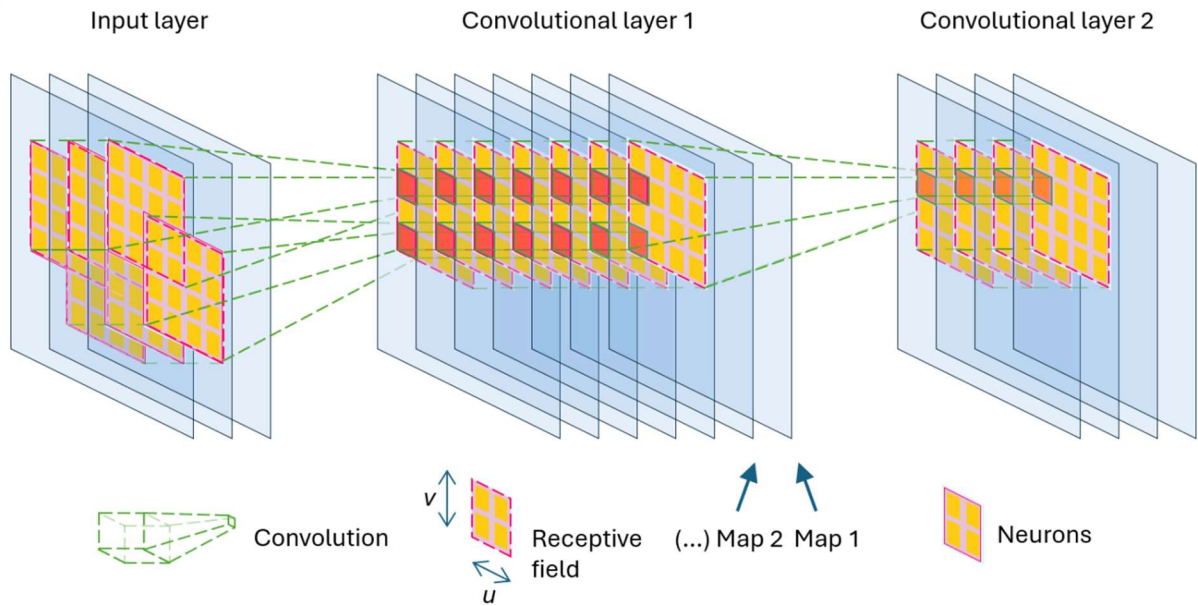 Input layer
Convolutional layer 1
Convolutional layer 2
Convolution
v
u
Receptive
field
(...) Map 2 Map 1
Neurons